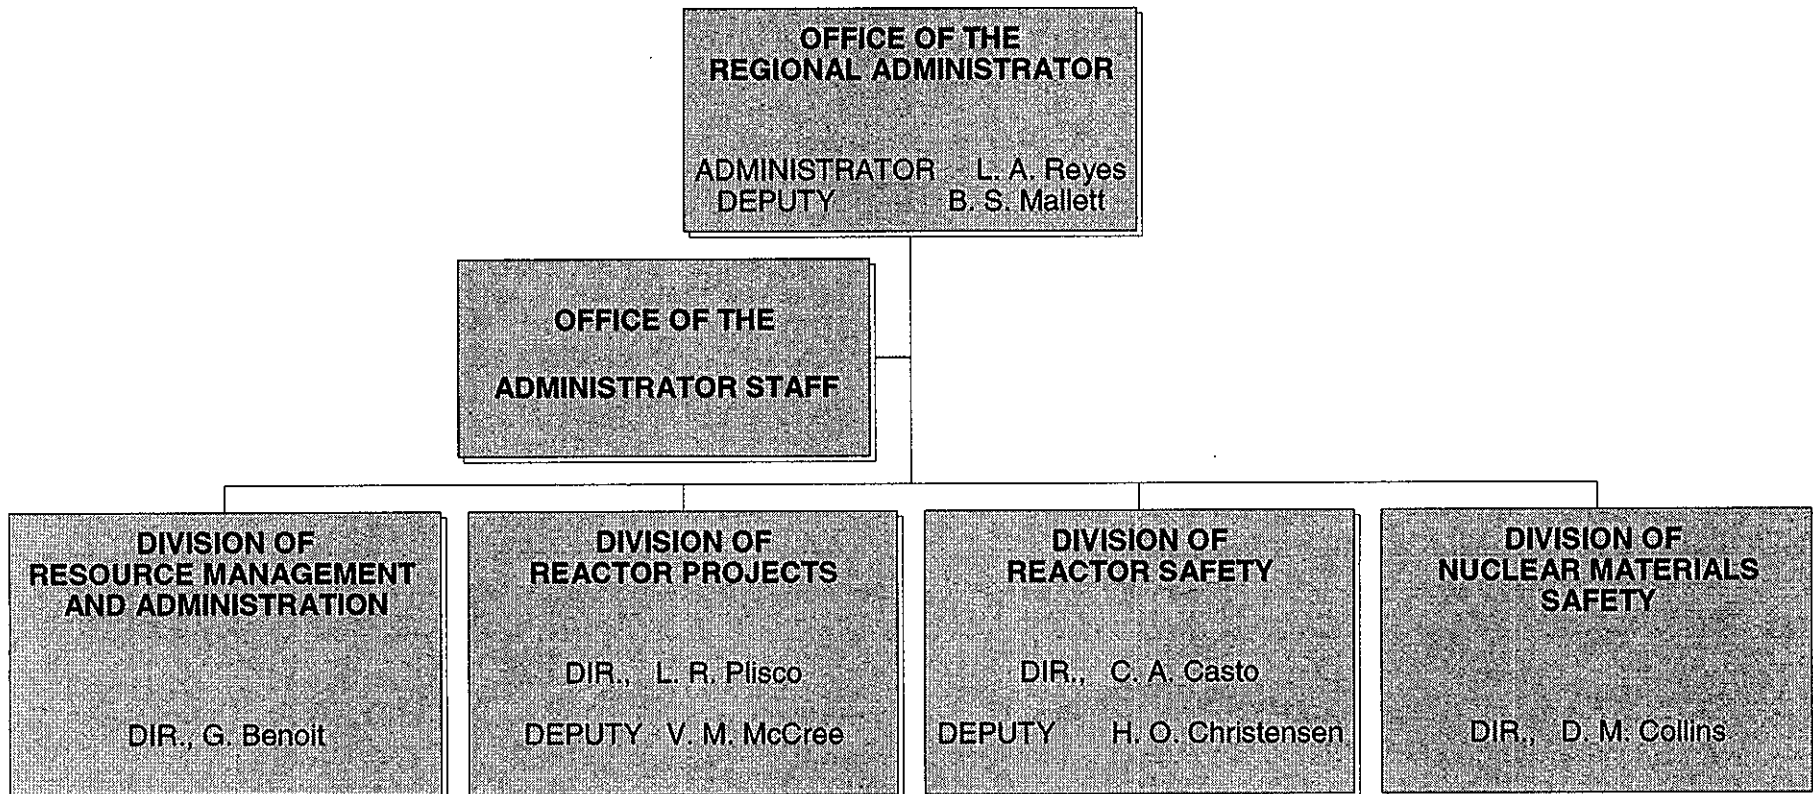 OFFICE OF THE
REGIONAL ADMINISTRATOR
ADMINISTRATOR L. A. Reyes
DEPUTY B. S. Mallett
OFFICE OF THE
ADMINISTRATOR STAFF
DIVISION OF
RESOURCE MANAGEMENT
AND ADMINISTRATION
DIR., G. Benoit
DIVISION OF
REACTOR PROJECTS
DIR., L. R. Plisco
DEPUTY V. M. McCree
DIVISION OF
REACTOR SAFETY
DIR., C. A. Casto
DEPUTY H. O. Christensen
DIVISION OF
NUCLEAR MATERIALS
SAFETY
DIR., D. M. Collins